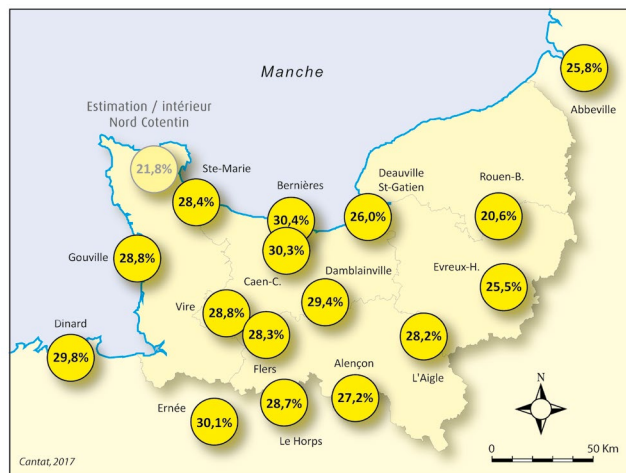 Manche
25,8%
Abbeville
Estimation / intérieur
Nord Cotentin
21,8%
Ste-Marie
28,4%
Bernières
30,4%
Deauville
St-Gatien
26,0%
Rouen-B.
20,6%
Gouville
28,8%
30,3%
Caen-C.
Damblainville
29,4%
Evreux-H.
25,5%
Vire
28,8%
28,3%
Flers
28,2%
L'Aigle
Dinard
29,8%
Alençon
27,2%
Ernée
30,1%
28,7%
Le Horps
N
0
50 Km
Cantat, 2017